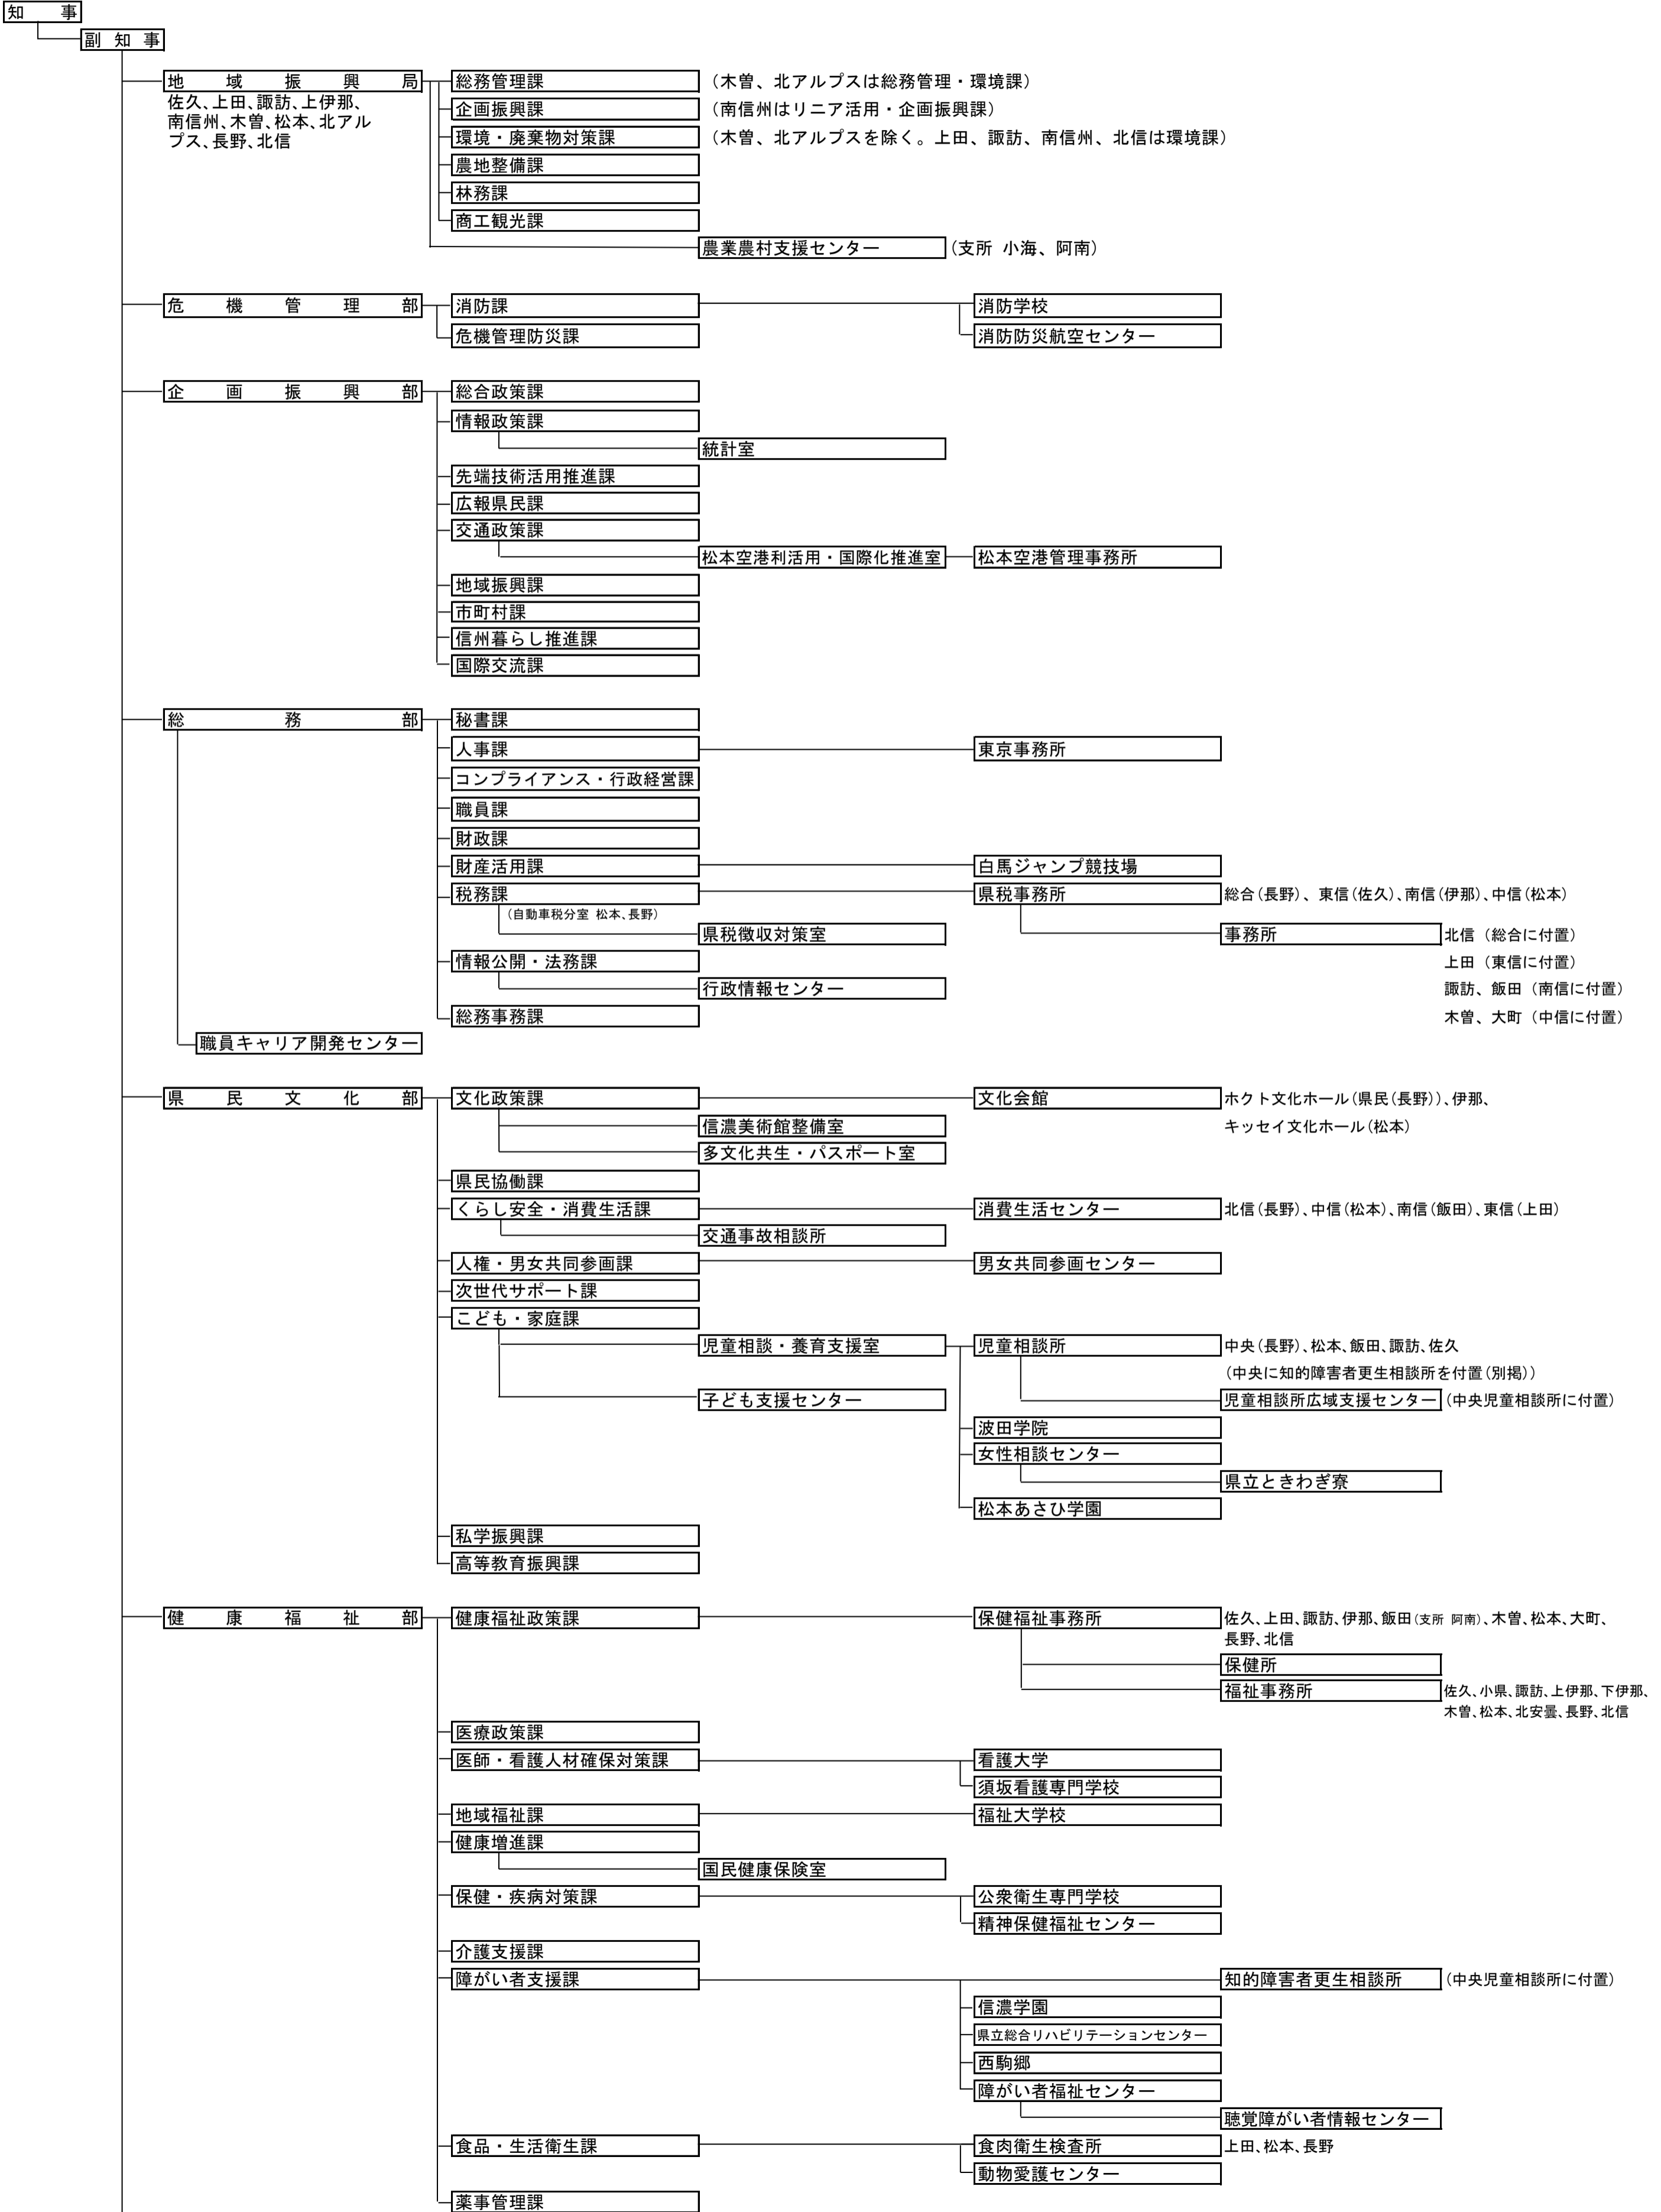 知事
副知事
地域振興局
総務管理課
（木曽、北アルプスは総務管理・環境課）
佐久、上田、諏訪、上伊那、
南信州、木曽、松本、北アル
プス、長野、北信
企画振興課
（南信州はリニア活用・企画振興課）
環境・廃棄物対策課
（木曽、北アルプスを除く。上田、諏訪、南信州、北信は環境課）
農地整備課
林務課
商工観光課
農業農村支援センター
（支所 小海、阿南）
危機管理部
消防課
消防学校
危機管理防災課
消防防災航空センター
企画振興部
総合政策課
情報政策課
統計室
先端技術活用推進課
広報県民課
交通政策課
松本空港利活用・国際化推進室
松本空港管理事務所
地域振興課
市町村課
信州暮らし推進課
国際交流課
総務部
秘書課
人事課
東京事務所
コンプライアンス・行政経営課
職員課
財政課
財産活用課
白馬ジャンプ競技場
税務課
県税事務所
総合（長野）、東信（佐久）、南信（伊那）、中信（松本）
（自動車税分室 松本、長野）
県税徴収対策室
事務所
北信（総合に付置）
情報公開・法務課
上田（東信に付置）
行政情報センター
諏訪、飯田（南信に付置）
総務事務課
木曽、大町（中信に付置）
職員キャリア開発センター
県民文化部
文化政策課
文化会館
ホクト文化ホール（県民（長野））、伊那、
キッセイ文化ホール（松本）
信濃美術館整備室
多文化共生・パスポート室
県民協働課
くらし安全・消費生活課
消費生活センター
北信（長野）、中信（松本）、南信（飯田）、東信（上田）
交通事故相談所
人権・男女共同参画課
男女共同参画センター
次世代サポート課
こども・家庭課
児童相談・養育支援室
児童相談所
中央（長野）、松本、飯田、諏訪、佐久
（中央に知的障害者更生相談所を付置（別掲））
子ども支援センター
児童相談所広域支援センター
（中央児童相談所に付置）
波田学院
女性相談センター
県立ときわぎ寮
松本あさひ学園
私学振興課
高等教育振興課
健康福祉部
健康福祉政策課
保健福祉事務所
佐久、上田、諏訪、伊那、飯田（支所 阿南）、木曽、松本、大町、
長野、北信
保健所
福祉事務所
佐久、小県、諏訪、上伊那、下伊那、
木曽、松本、北安曇、長野、北信
医療政策課
医師・看護人材確保対策課
看護大学
須坂看護専門学校
地域福祉課
福祉大学校
健康増進課
国民健康保険室
保健・疾病対策課
公衆衛生専門学校
精神保健福祉センター
介護支援課
障がい者支援課
知的障害者更生相談所
（中央児童相談所に付置）
信濃学園
県立総合リハビリテーションセンター
西駒郷
障がい者福祉センター
聴覚障がい者情報センター
食品・生活衛生課
食肉衛生検査所
上田、松本、長野
動物愛護センター
薬事管理課